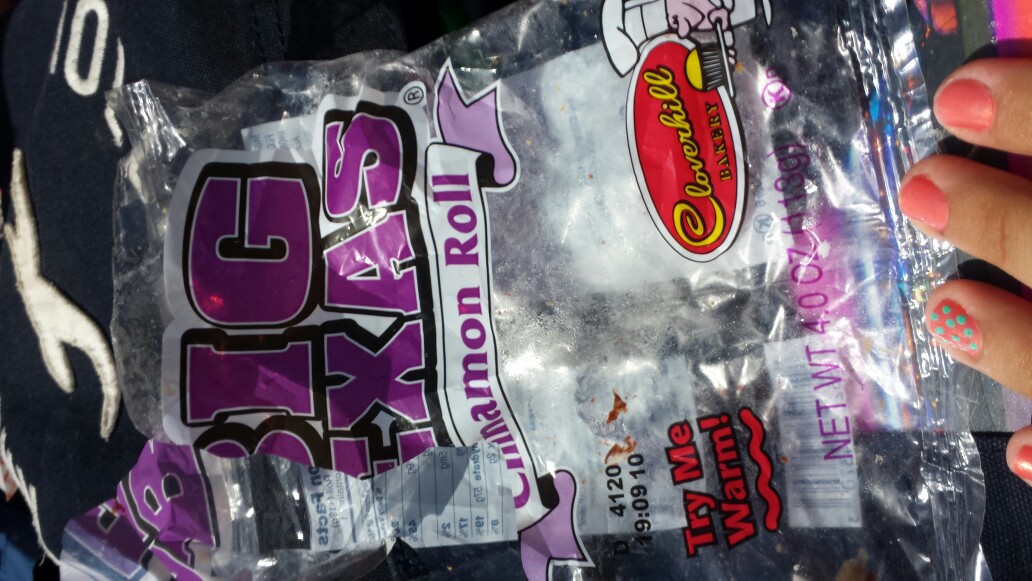 BIG
TEXAS®
Cinnamon Roll
Cloverhill
BAKERY
®
D 4120
19:09 10
Try Me
Warm!
NET WT 4.0 OZ (113g)